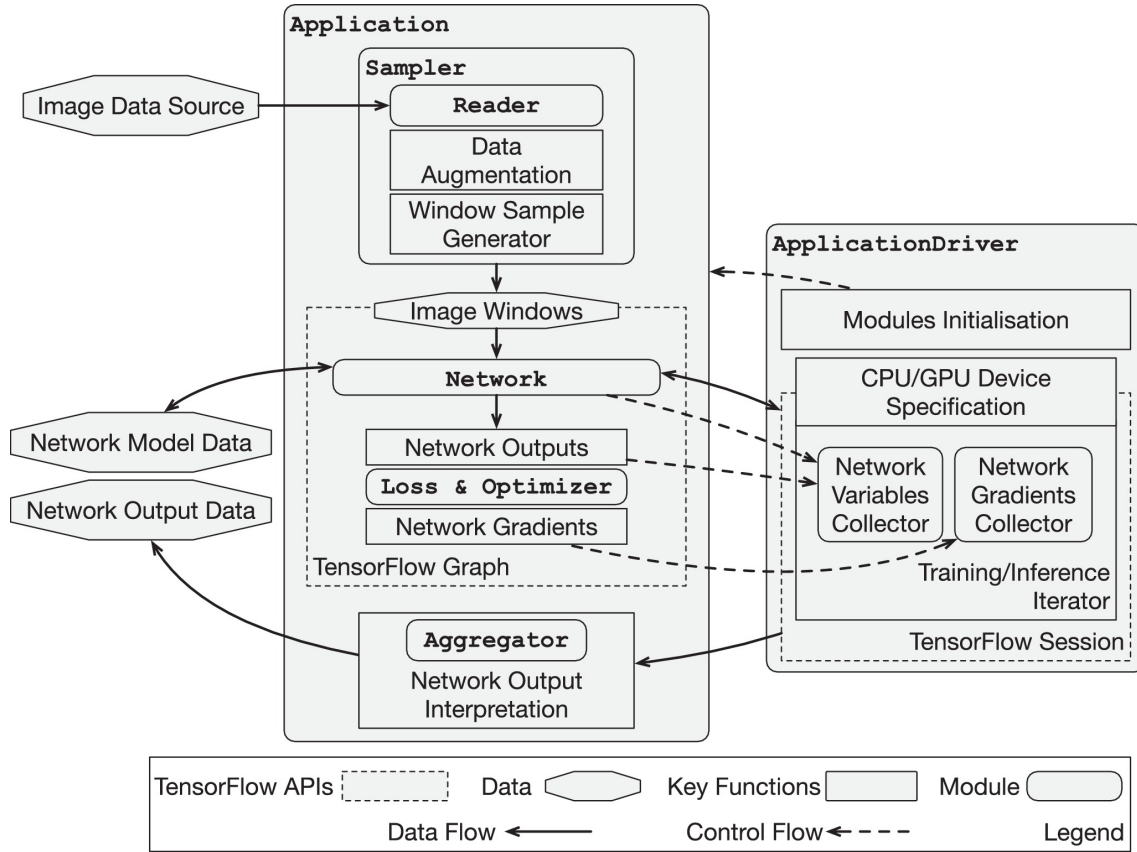 Application
Sampler
Image Data Source
Reader
Data
Augmentation
Window Sample
Generator
ApplicationDriver
Image Windows
Modules Initialisation
Network
CPU/GPU Device
Specification
Network Model Data
Network Outputs
Network
Variables
Collector
Network
Gradients
Collector
Loss & Optimizer
Network Output Data
Network Gradients
TensorFlow Graph
Training/Inference
Iterator
TensorFlow Session
Aggregator
Network Output
Interpretation
TensorFlow APIs
Data
Key Functions
Module
Data Flow
Control Flow
Legend